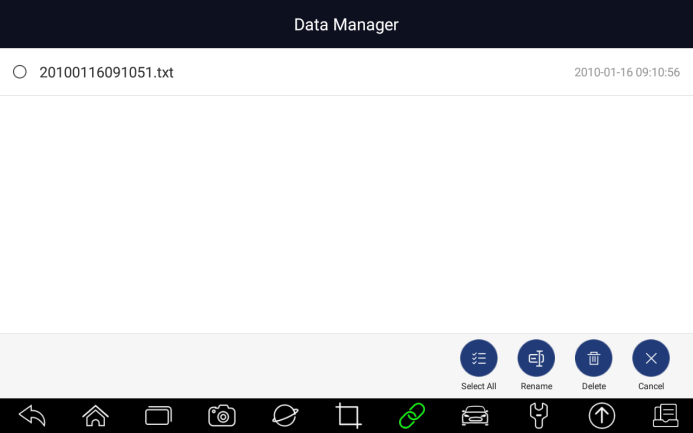 Data Manager
20100116091051.txt 2010-01-16 09:10:56
Select All Rename Delete Cancel